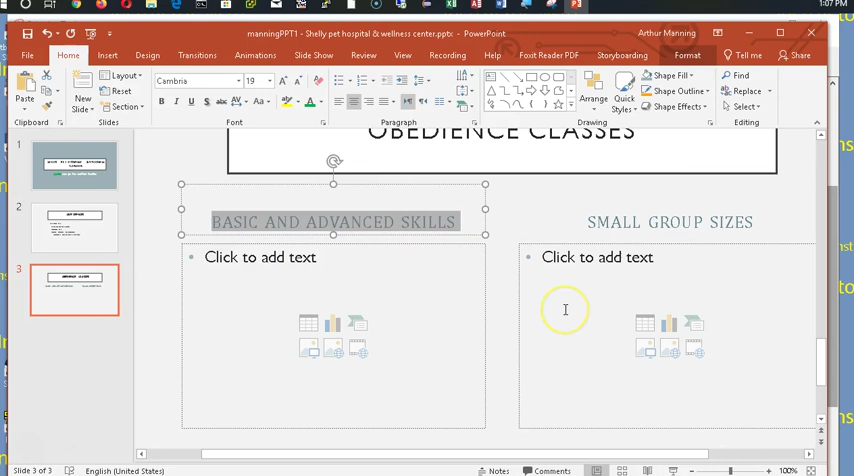 1:07 PM
manningPPT1 - Shelly pet hospital & wellness center.pptx - PowerPoint
Arthur Manning
File Home Insert Design Transitions Animations Slide Show Review View Recording Foxit Reader PDF Storyboarding Format Tell me Share
Paste
New
Slide
Layout
Reset
Section
Cambria 19
Arrange
Quick
Styles
Shape Fill
Shape Outline
Shape Effects
Find
Replace
Select
Clipboard Slides Font Paragraph Drawing Editing
1
2
3
OBEDIENCE CLASSES
BASIC AND ADVANCED SKILLS
SMALL GROUP SIZES
Click to add text
Click to add text
Slide 3 of 3 English (United States) Notes Comments 100%